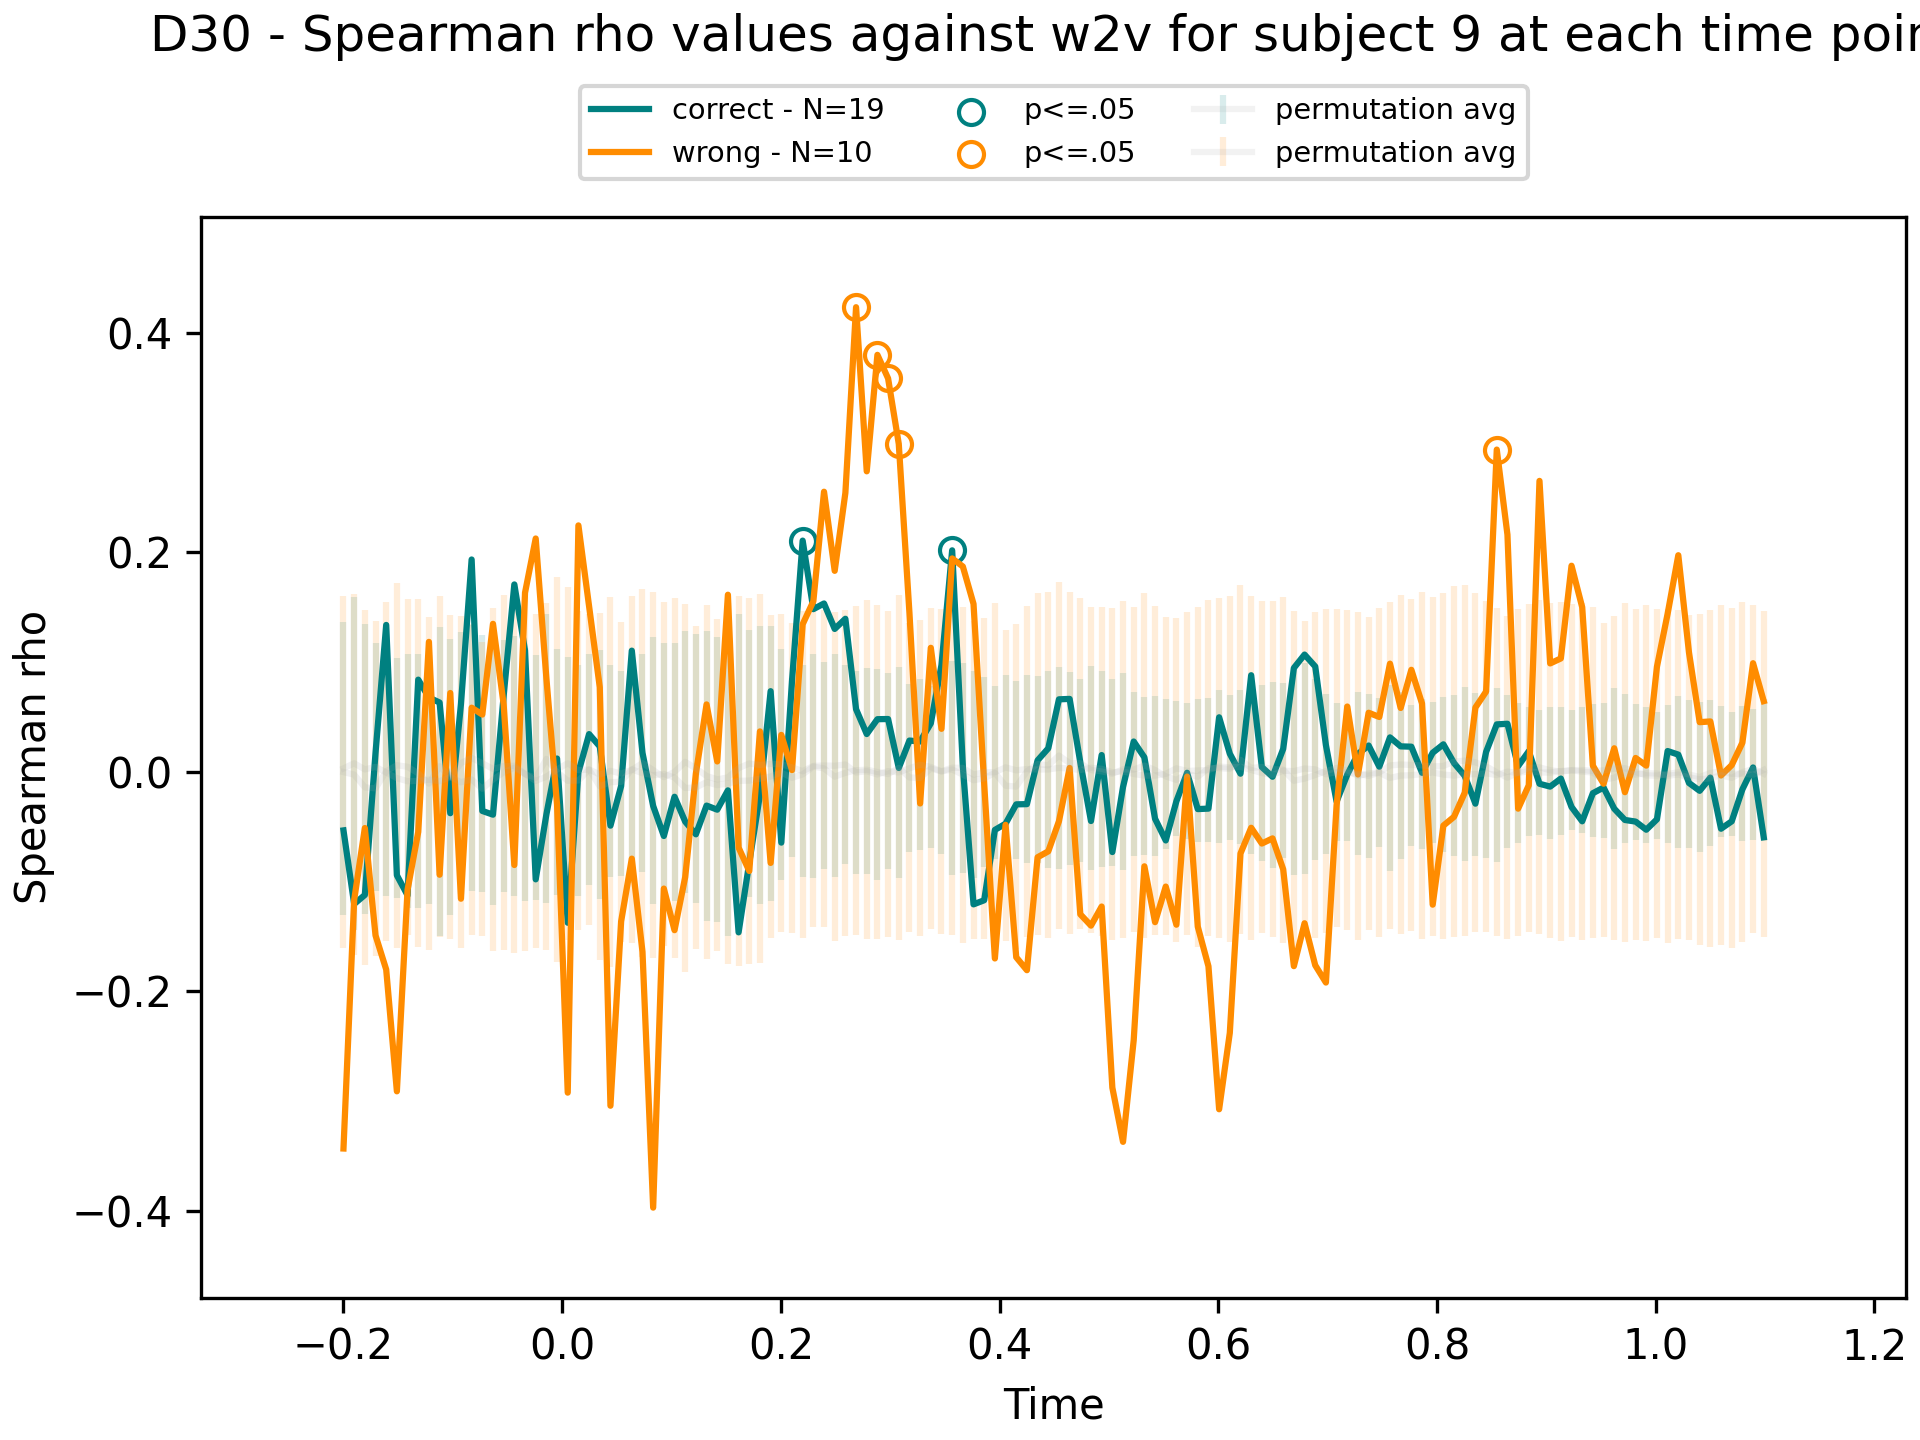 D30 - Spearman rho values against w2v for subject 9 at each time poi
correct - N=19
wrong - N=10
p<=.05
p<=.05
permutation avg
permutation avg
Spearman rho
0.4
0.2
0.0
−0.2
−0.4
−0.2 0.0 0.2 0.4 0.6 0.8 1.0 1.2
Time